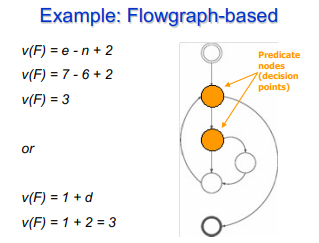 Example: Flowgraph-based
v(F) = e - n + 2
v(F) = 7 - 6 + 2
v(F) = 3
or
v(F) = 1 + d
v(F) = 1 + 2 = 3
Predicate
nodes
(decision
points)